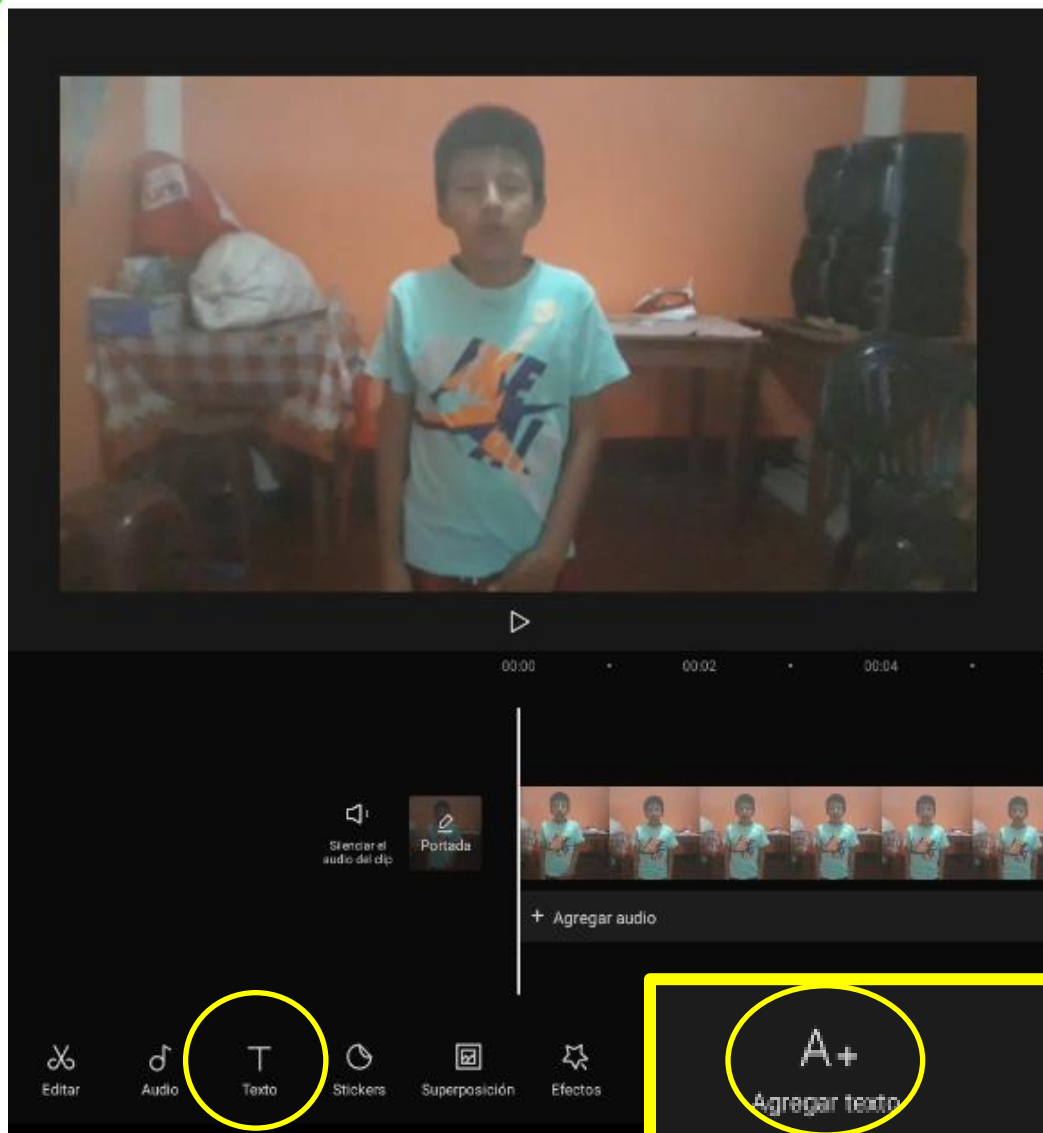 00:00
00:02
00:04
Silenciar el
audio del clip
Portada
+ Agregar audio
Editar
Audio
Texto
Stickers
Superposición
Efectos
A+
Agregar texto